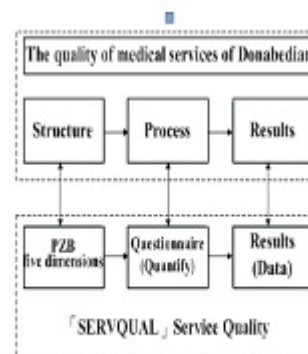 The quality of medical services of Donabedian
Structure
Process
Results
PZB
five dimensions
Questionnaire
(Quantify)
Results
(Data)
「SERVQUAL」Service Quality